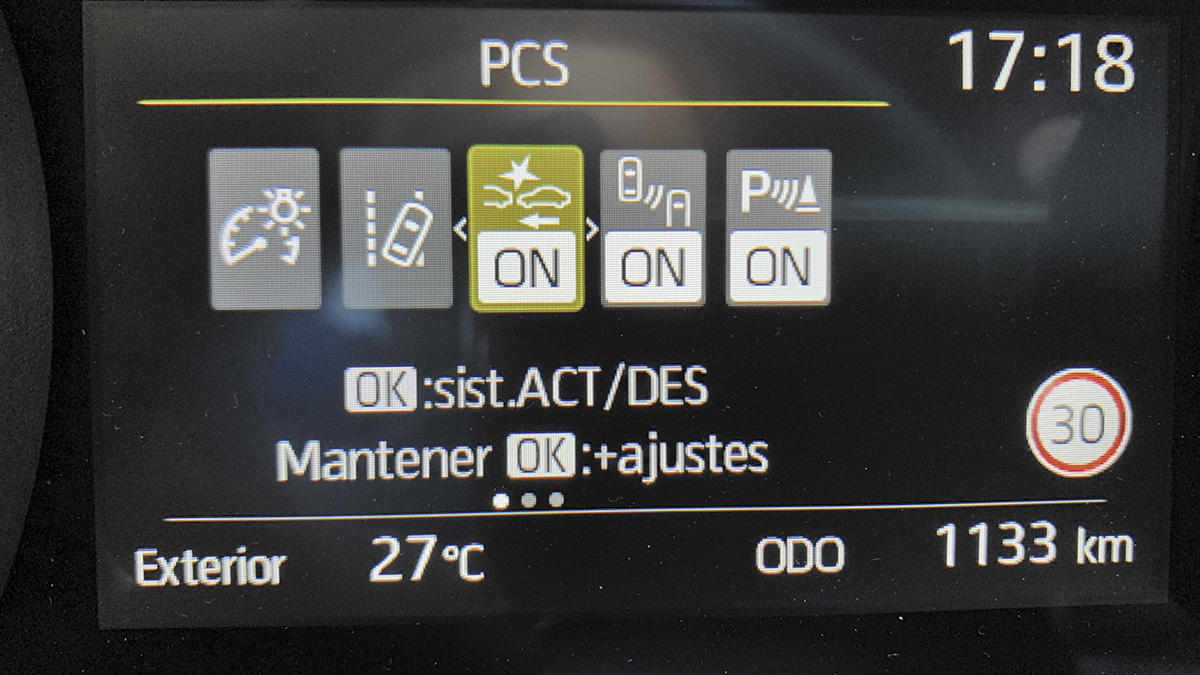 PCS 17:18
ON ON P ON
OK:sist.ACT/DES
Mantener OK:+ajustes
30
Exterior 27°C ODO 1133 km